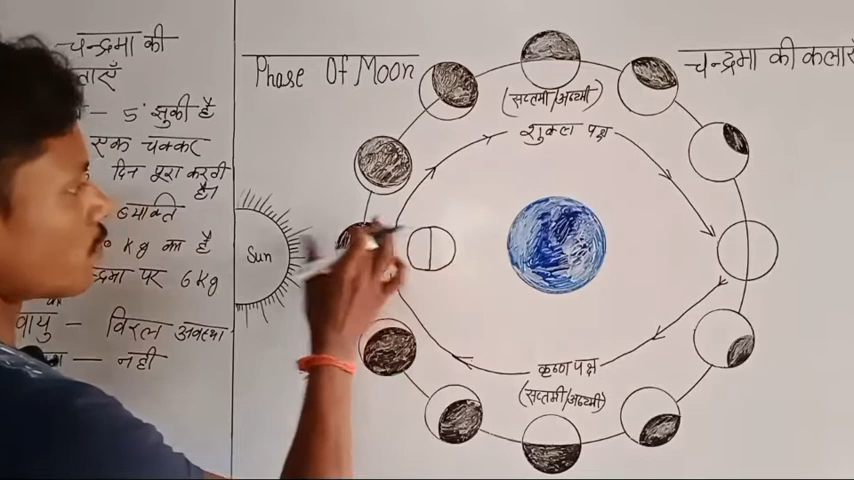 चन्द्रमा की
ताएँ
— 5° झुकी है
एक चक्कर
दिन पूरा करती
है।
kg का है
न्द्रमा पर 6 kg
वायु — विरल अवस्था
— नही
Phase Of Moon
चन्द्रमा की कलाएँ
(सप्तमी/अष्टमी)
शुक्ल पक्ष
Sun
कृष्ण पक्ष
(सप्तमी/अष्टमी)